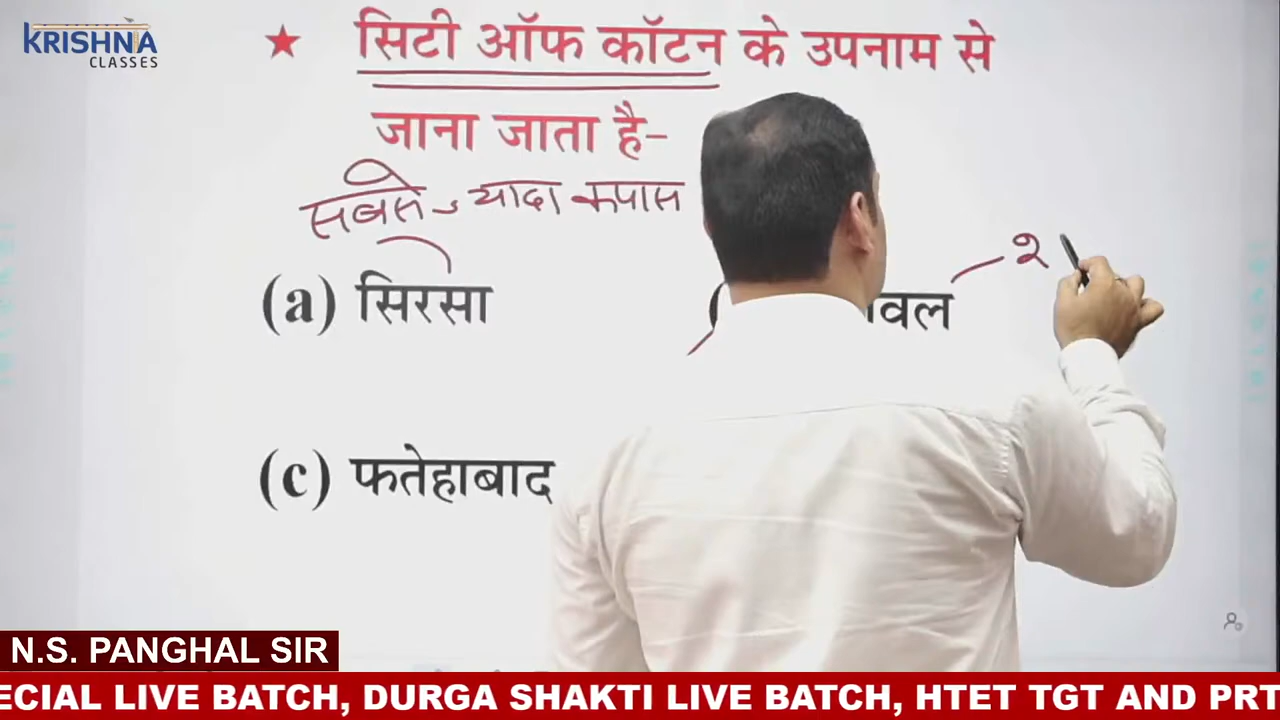 KRISHNA
CLASSES
★ सिटी ऑफ कॉटन के उपनाम से
जाना जाता है-
सबसे ज्यादा कपास
(a) सिरसा
वल
(c) फतेहाबाद
N.S. PANGHAL SIR
ECIAL LIVE BATCH, DURGA SHAKTI LIVE BATCH, HTET TGT AND PRT